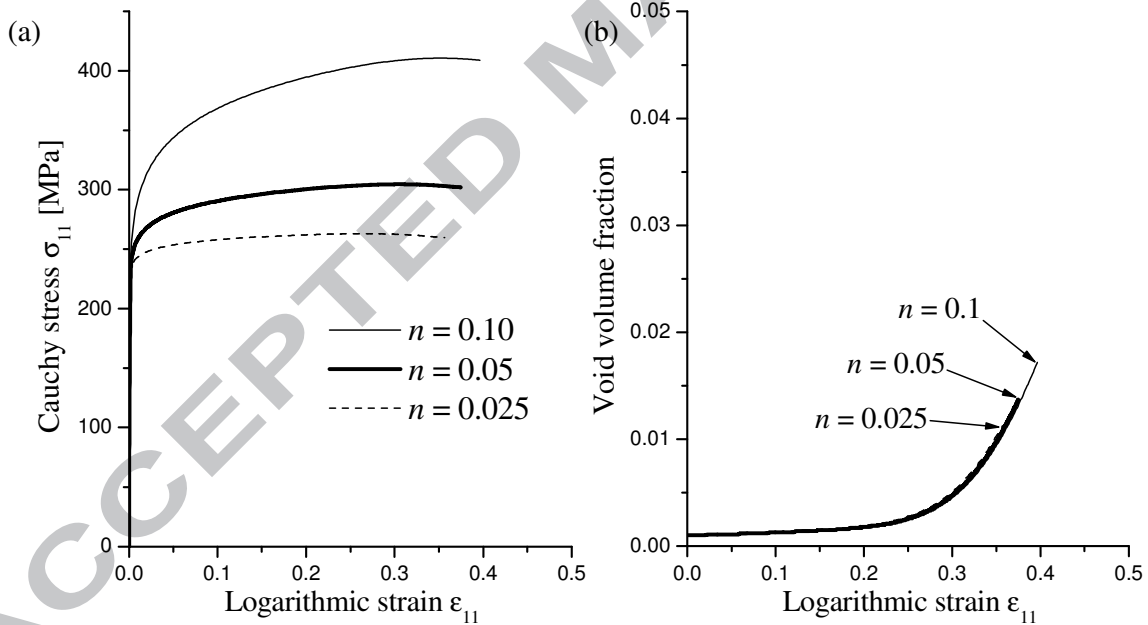 (a)
Cauchy stress σ11 [MPa]
400
300
200
100
0
0.0 0.1 0.2 0.3 0.4 0.5
Logarithmic strain ε11
n = 0.10
n = 0.05
n = 0.025
(b)
Void volume fraction
0.05
0.04
0.03
0.02
0.01
0.00
0.0 0.1 0.2 0.3 0.4 0.5
Logarithmic strain ε11
n = 0.1
n = 0.05
n = 0.025
ACCEPTED MA